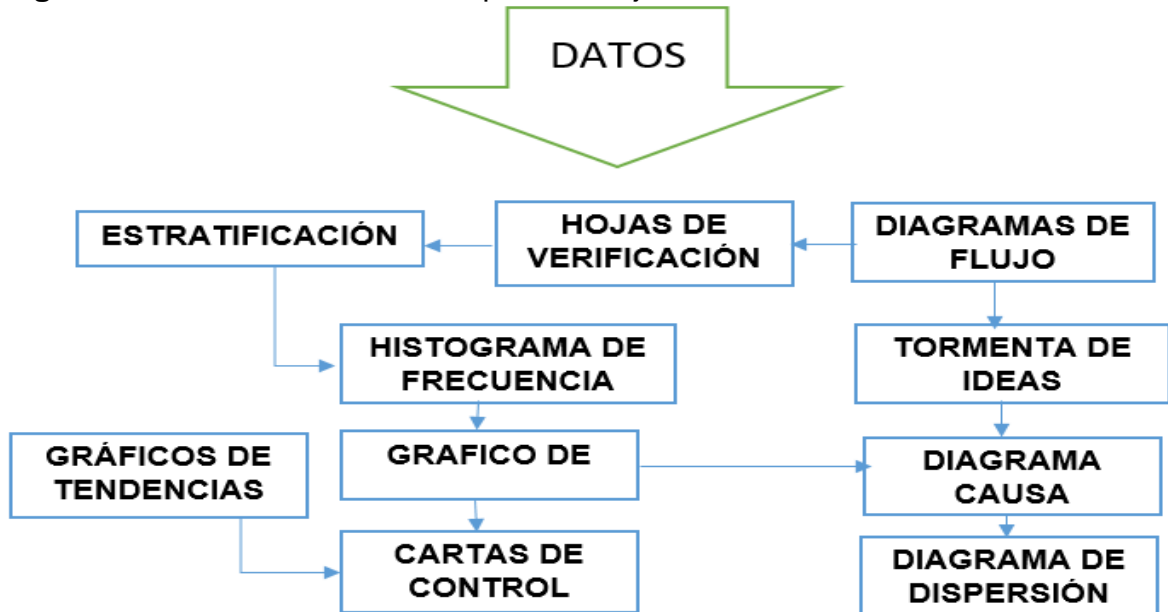 DATOS
ESTRATIFICACIÓN
HOJAS DE
VERIFICACIÓN
DIAGRAMAS DE
FLUJO
HISTOGRAMA DE
FRECUENCIA
TORMENTA DE
IDEAS
GRÁFICOS DE
TENDENCIAS
GRAFICO DE
DIAGRAMA
CAUSA
CARTAS DE
CONTROL
DIAGRAMA DE
DISPERSIÓN